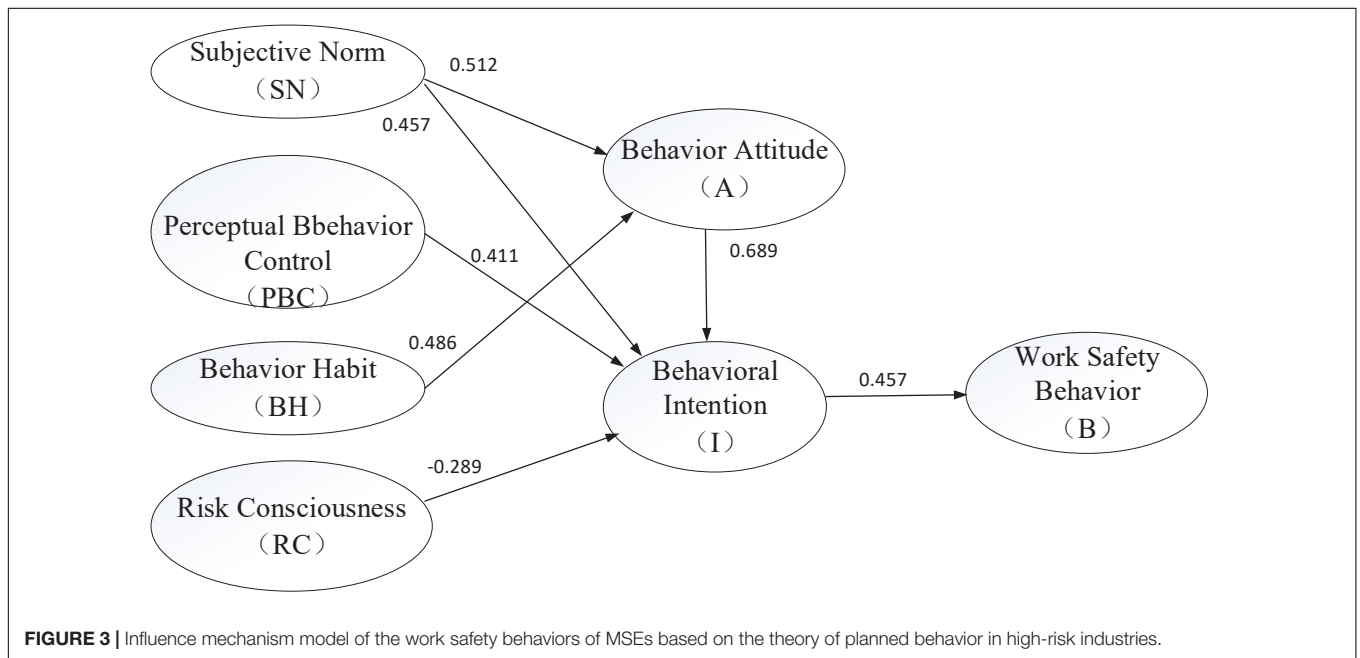 Subjective Norm
（SN）
0.512
0.457
Behavior Attitude
（A）
Perceptual Bbehavior
Control
（PBC）
0.411
0.689
0.486
Behavior Habit
（BH）
Behavioral
Intention
（I）
0.457
Work Safety
Behavior
（B）
-0.289
Risk Consciousness
（RC）
FIGURE 3 | Influence mechanism model of the work safety behaviors of MSEs based on the theory of planned behavior in high-risk industries.